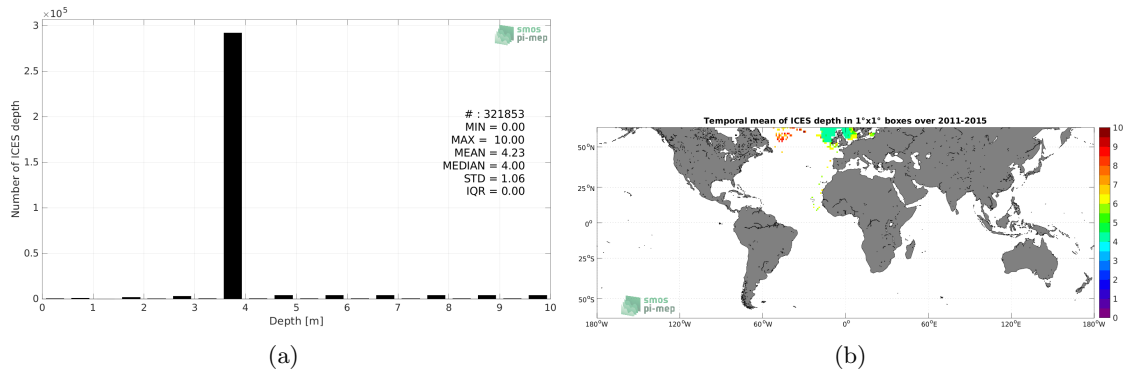 ×10⁵
3
2.5
2
1.5
1
0.5
0
Number of ICES depth
smos
pi-mep
# : 321853
MIN = 0.00
MAX = 10.00
MEAN = 4.23
MEDIAN = 4.00
STD = 1.06
IQR = 0.00
0 1 2 3 4 5 6 7 8 9 10
Depth [m]
(a)
Temporal mean of ICES depth in 1°x1° boxes over 2011-2015
50°N
25°N
0°
25°S
50°S
smos
pi-mep
180°W 120°W 60°W 0° 60°E 120°E 180°W
10
9
8
7
6
5
4
3
2
1
0
(b)